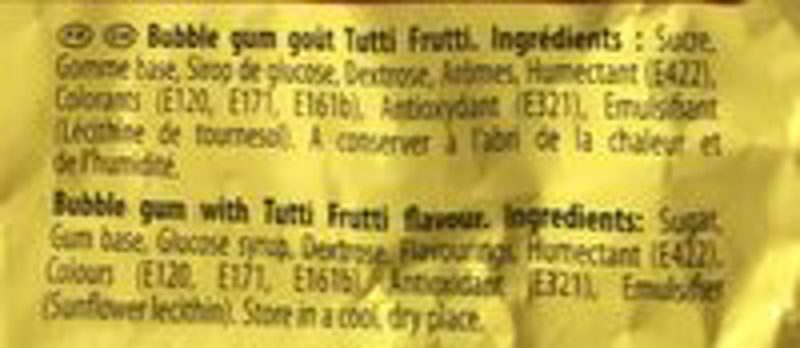 Bubble gum goût Tutti Frutti. Ingrédients : Sucre,
Gomme base, Sirop de glucose, Dextrose, Arômes, Humectant (E422),
Colorants (E120, E171, E161b), Antioxydant (E321), Emulsifiant
(Lécithine de tournesol). A conserver à l'abri de la chaleur et
de l'humidité.
Bubble gum with Tutti Frutti flavour. Ingredients: Sugar,
Gum base, Glucose syrup, Dextrose, Flavourings, Humectant (E422),
Colours (E120, E171, E161b), Antioxidant (E321), Emulsifier
(Sunflower lecithin). Store in a cool, dry place.